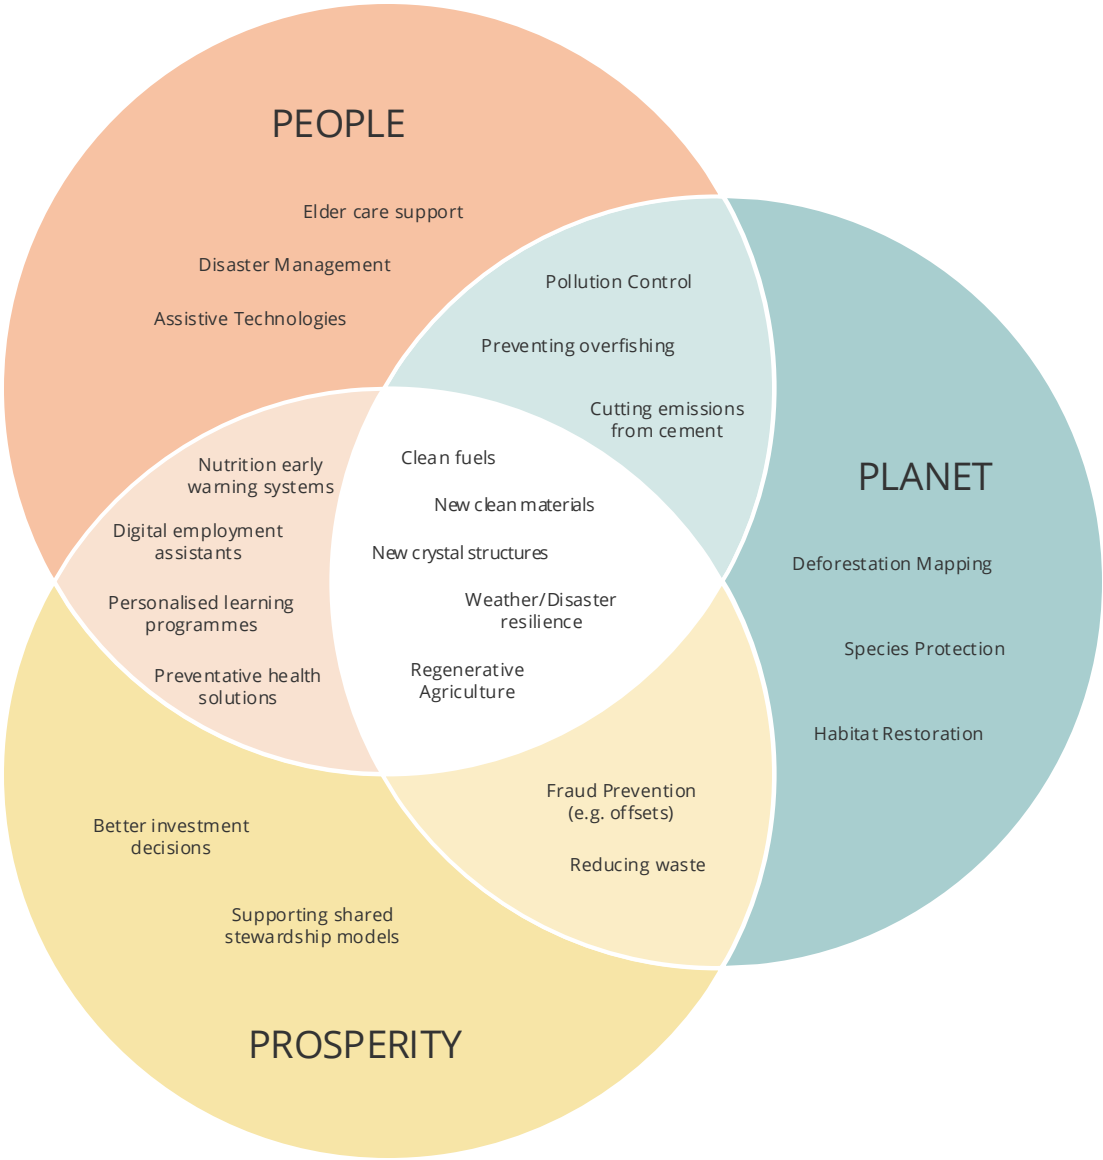 PEOPLE
Elder care support
Disaster Management
Assistive Technologies
Pollution Control
Preventing overfishing
Cutting emissions
from cement
Nutrition early
warning systems
Digital employment
assistants
Personalised learning
programmes
Preventative health
solutions
Clean fuels
New clean materials
New crystal structures
Weather/Disaster
resilience
Regenerative
Agriculture
PLANET
Deforestation Mapping
Species Protection
Habitat Restoration
Fraud Prevention
(e.g. offsets)
Reducing waste
Better investment
decisions
Supporting shared
stewardship models
PROSPERITY